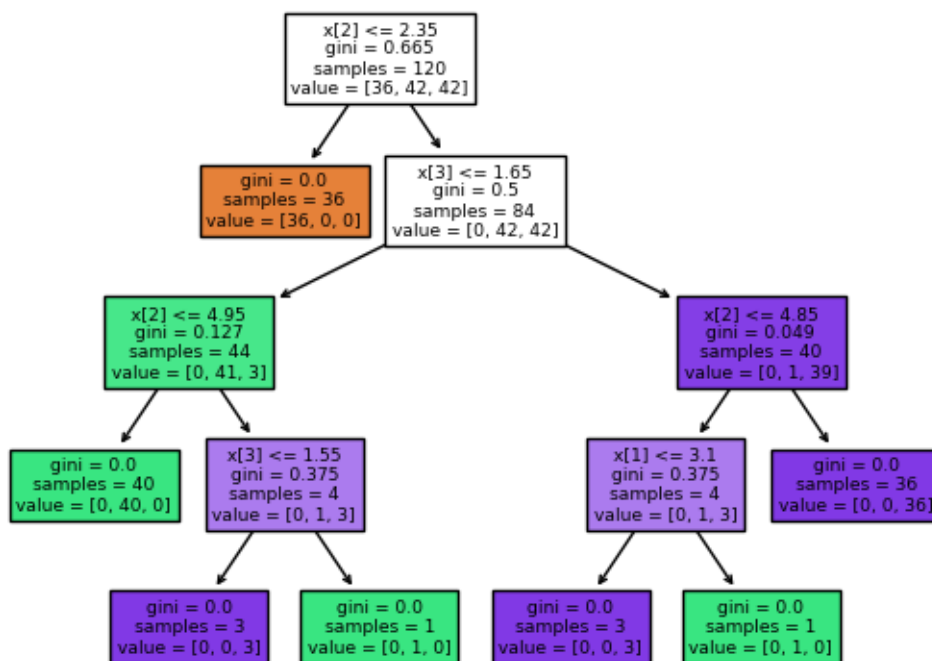 x[2] <= 2.35
gini = 0.665
samples = 120
value = [36, 42, 42]
gini = 0.0
samples = 36
value = [36, 0, 0]
x[3] <= 1.65
gini = 0.5
samples = 84
value = [0, 42, 42]
x[2] <= 4.95
gini = 0.127
samples = 44
value = [0, 41, 3]
x[2] <= 4.85
gini = 0.049
samples = 40
value = [0, 1, 39]
gini = 0.0
samples = 40
value = [0, 40, 0]
x[3] <= 1.55
gini = 0.375
samples = 4
value = [0, 1, 3]
x[1] <= 3.1
gini = 0.375
samples = 4
value = [0, 1, 3]
gini = 0.0
samples = 36
value = [0, 0, 36]
gini = 0.0
samples = 3
value = [0, 0, 3]
gini = 0.0
samples = 1
value = [0, 1, 0]
gini = 0.0
samples = 3
value = [0, 0, 3]
gini = 0.0
samples = 1
value = [0, 1, 0]